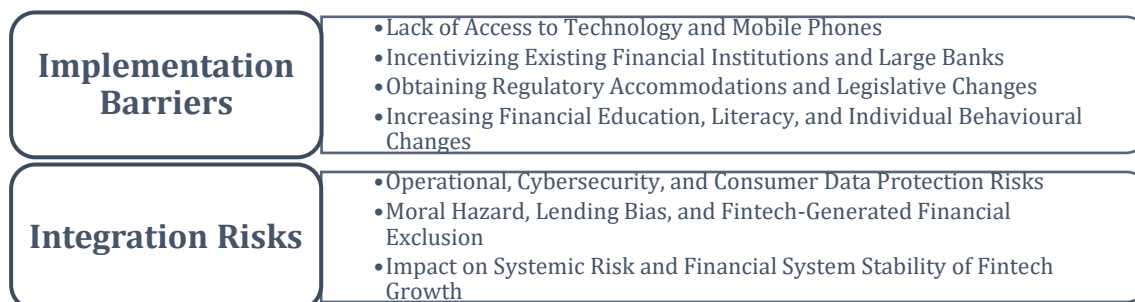 Implementation
Barriers
•Lack of Access to Technology and Mobile Phones
•Incentivizing Existing Financial Institutions and Large Banks
•Obtaining Regulatory Accommodations and Legislative Changes
•Increasing Financial Education, Literacy, and Individual Behavioural
Changes
Integration Risks
•Operational, Cybersecurity, and Consumer Data Protection Risks
•Moral Hazard, Lending Bias, and Fintech-Generated Financial
Exclusion
•Impact on Systemic Risk and Financial System Stability of Fintech
Growth